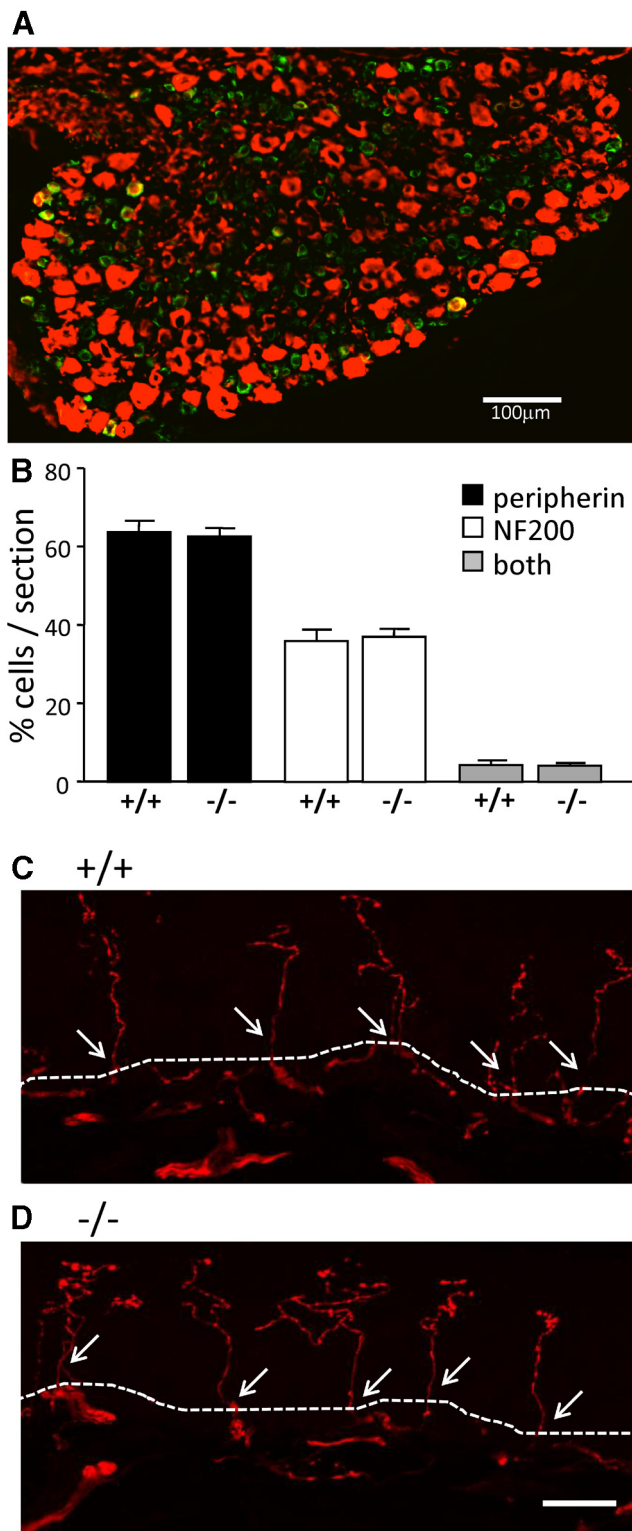 A
100μm
B
80
60
40
20
0
% cells / section
peripherin
NF200
both
+/+ -/- +/+ -/- +/+ -/-
C +/+
D -/-